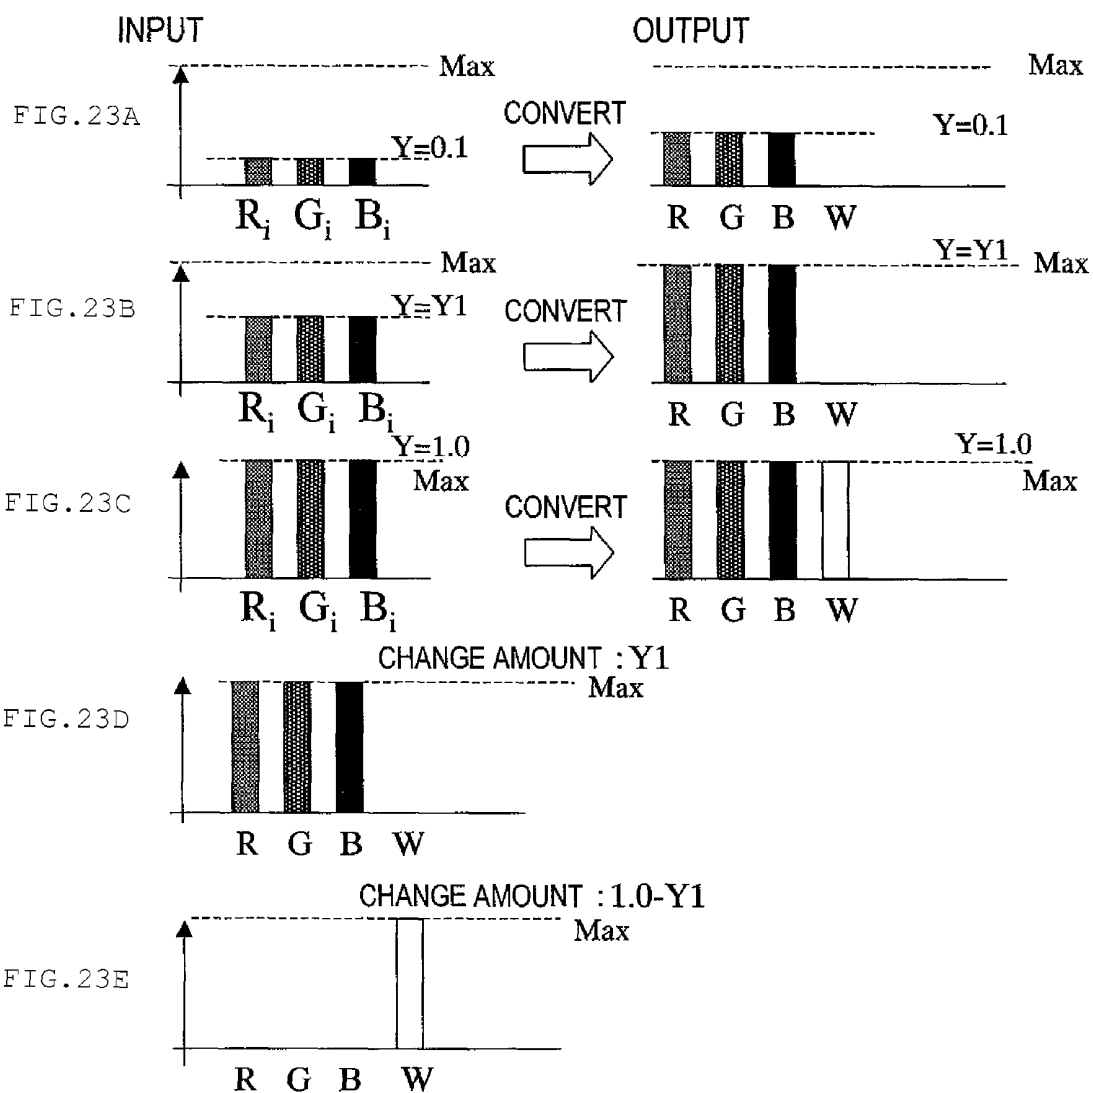 INPUT OUTPUT
Max Max
FIG.23A CONVERT
Y=0.1 Y=0.1
Ri Gi Bi R G B W
Max Y=Y1 Max
FIG.23B Y=Y1 CONVERT
Ri Gi Bi R G B W
Y=1.0 Y=1.0
Max Max
FIG.23C CONVERT
Ri Gi Bi R G B W
CHANGE AMOUNT : Y1
Max
FIG.23D
R G B W
CHANGE AMOUNT : 1.0-Y1
Max
FIG.23E
R G B W